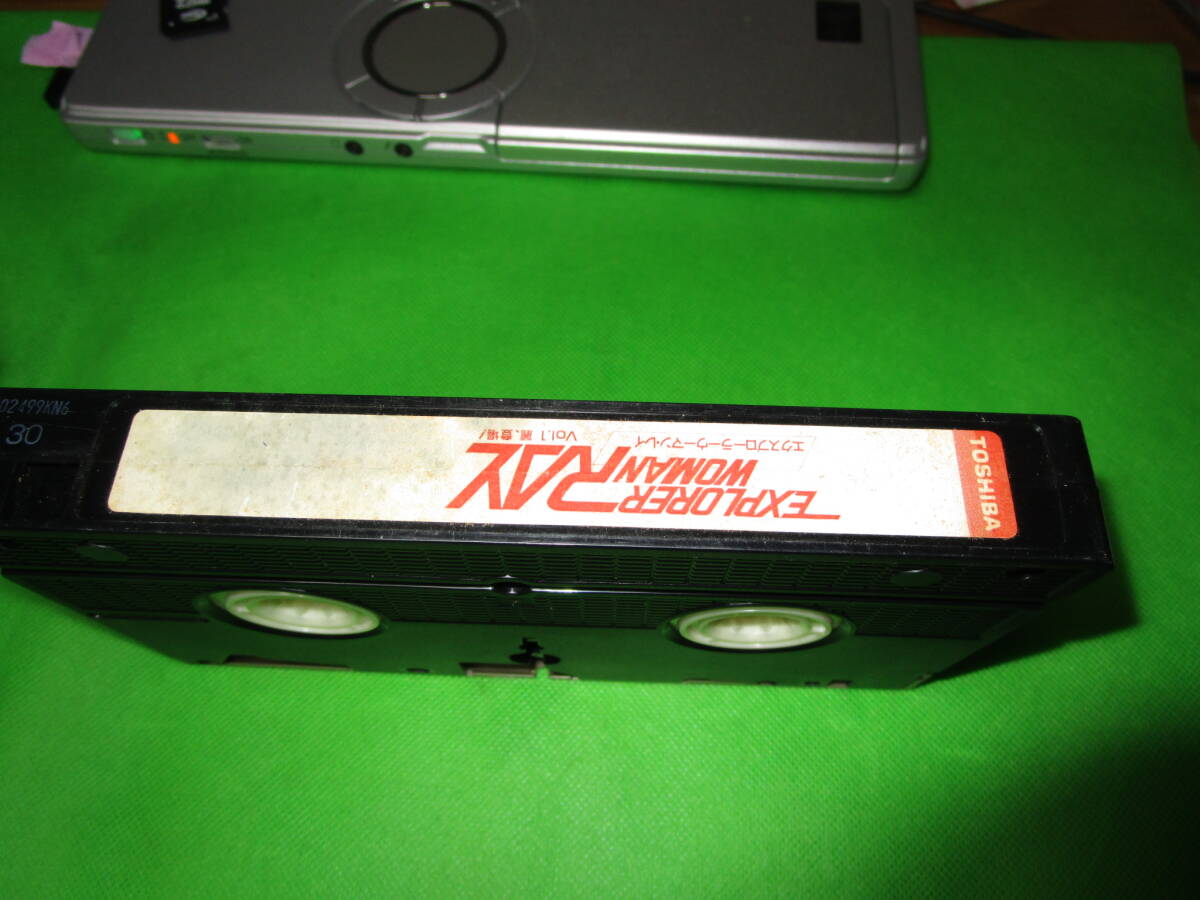 TOSHIBA
EXPLORER
WOMAN
RAY
エクスプローラーウーマン・レイ
Vol.1 麗、登場!
02499KN6
30